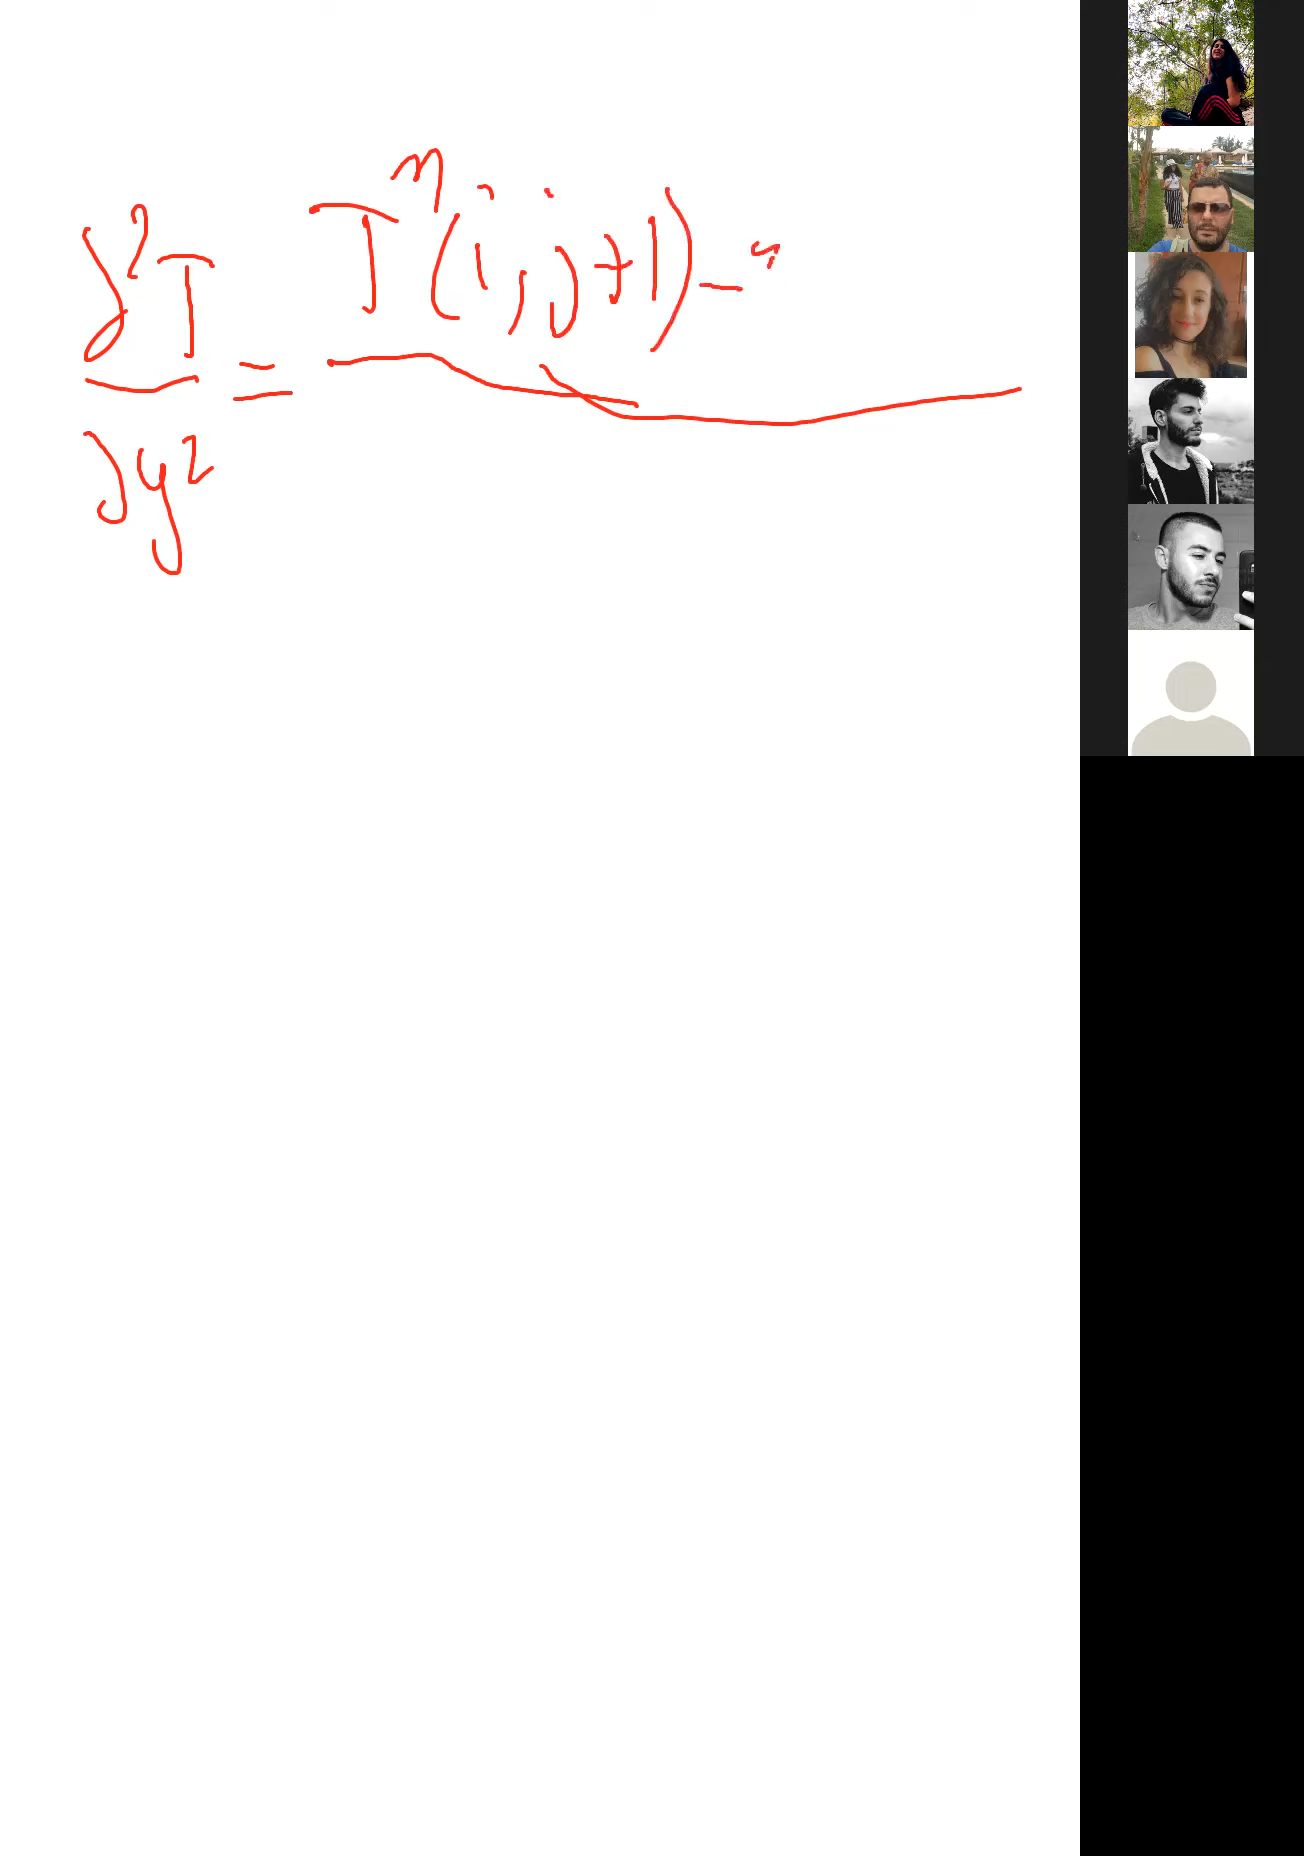 ∂²T/∂y² = Tⁿ(i, j+1) −